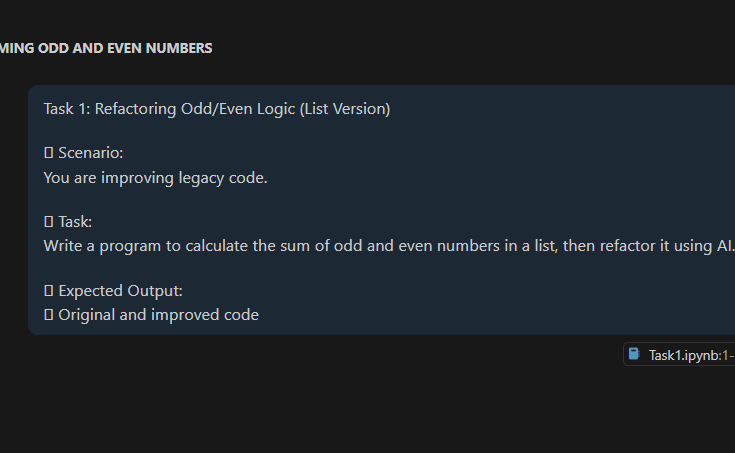 MING ODD AND EVEN NUMBERS
Task 1: Refactoring Odd/Even Logic (List Version)
▯ Scenario:
You are improving legacy code.
▯ Task:
Write a program to calculate the sum of odd and even numbers in a list, then refactor it using AI.
▯ Expected Output:
▯ Original and improved code
Task1.ipynb:1-